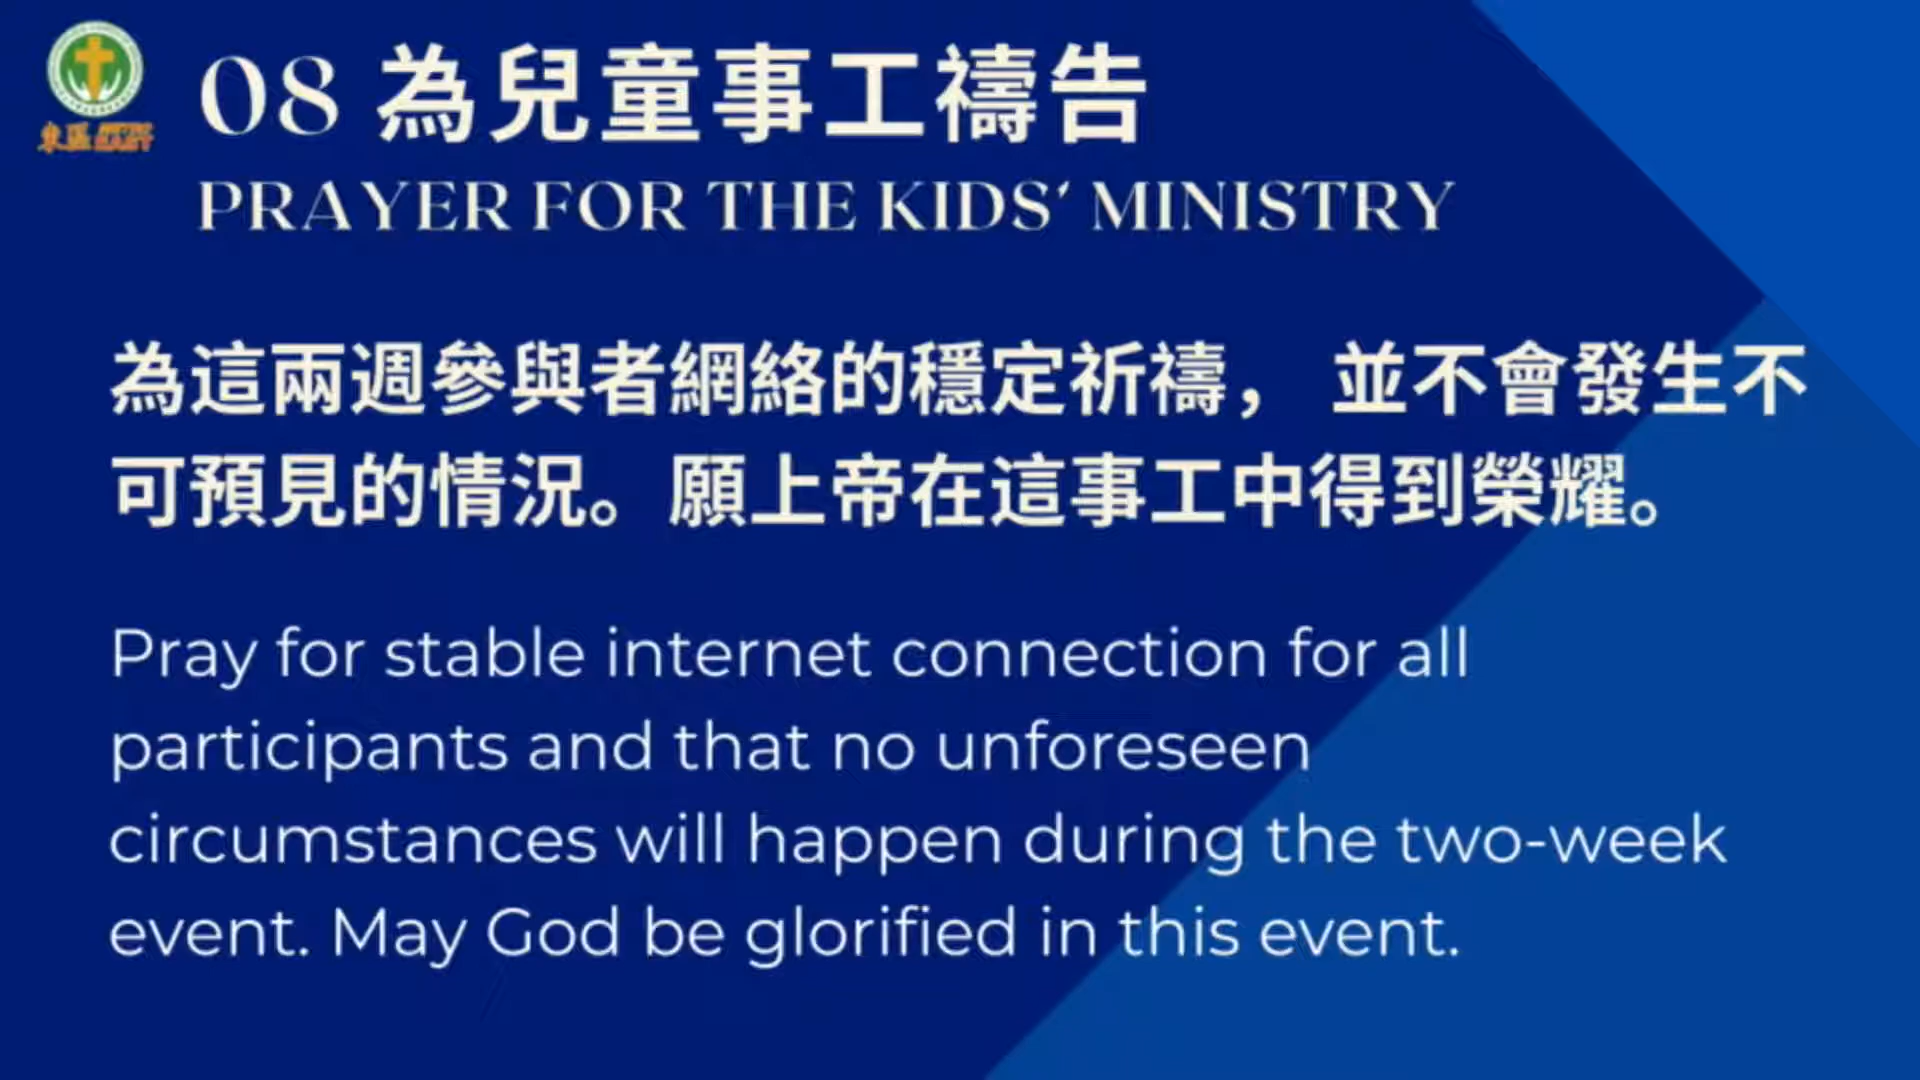 08 為兒童事工禱告
PRAYER FOR THE KIDS' MINISTRY
為這兩週參與者網絡的穩定祈禱， 並不會發生不
可預見的情況。願上帝在這事工中得到榮耀。
Pray for stable internet connection for all
participants and that no unforeseen
circumstances will happen during the two-week
event. May God be glorified in this event.
東區